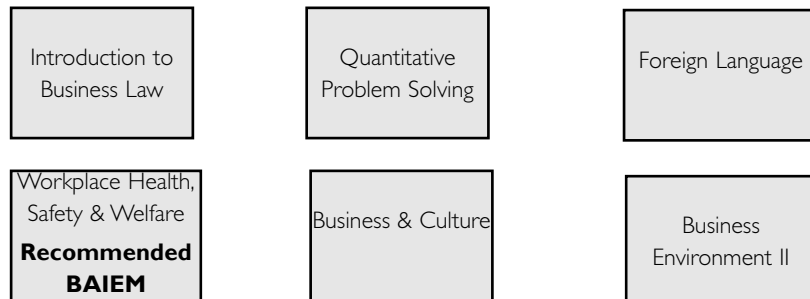 Introduction to
Business Law
Quantitative
Problem Solving
Foreign Language
Workplace Health,
Safety & Welfare
Recommended
BAIEM
Business & Culture
Business
Environment II